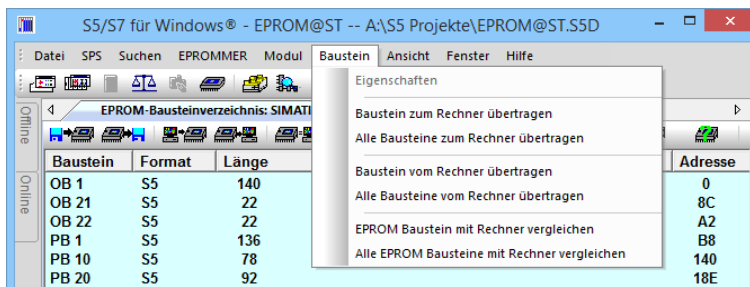 S5/S7 für Windows® - EPROM@ST -- A:\S5 Projekte\EPROM@ST.S5D
Datei SPS Suchen EPROMMER Modul Baustein Ansicht Fenster Hilfe
Eigenschaften
Baustein zum Rechner übertragen
Alle Bausteine zum Rechner übertragen
Baustein vom Rechner übertragen
Alle Bausteine vom Rechner übertragen
EPROM Baustein mit Rechner vergleichen
Alle EPROM Bausteine mit Rechner vergleichen
Offline
Online
EPROM-Bausteinverzeichnis: SIMATI
Baustein Format Länge Adresse
OB 1 S5 140 0
OB 21 S5 22 8C
OB 22 S5 22 A2
PB 1 S5 136 B8
PB 10 S5 78 140
PB 20 S5 92 18E